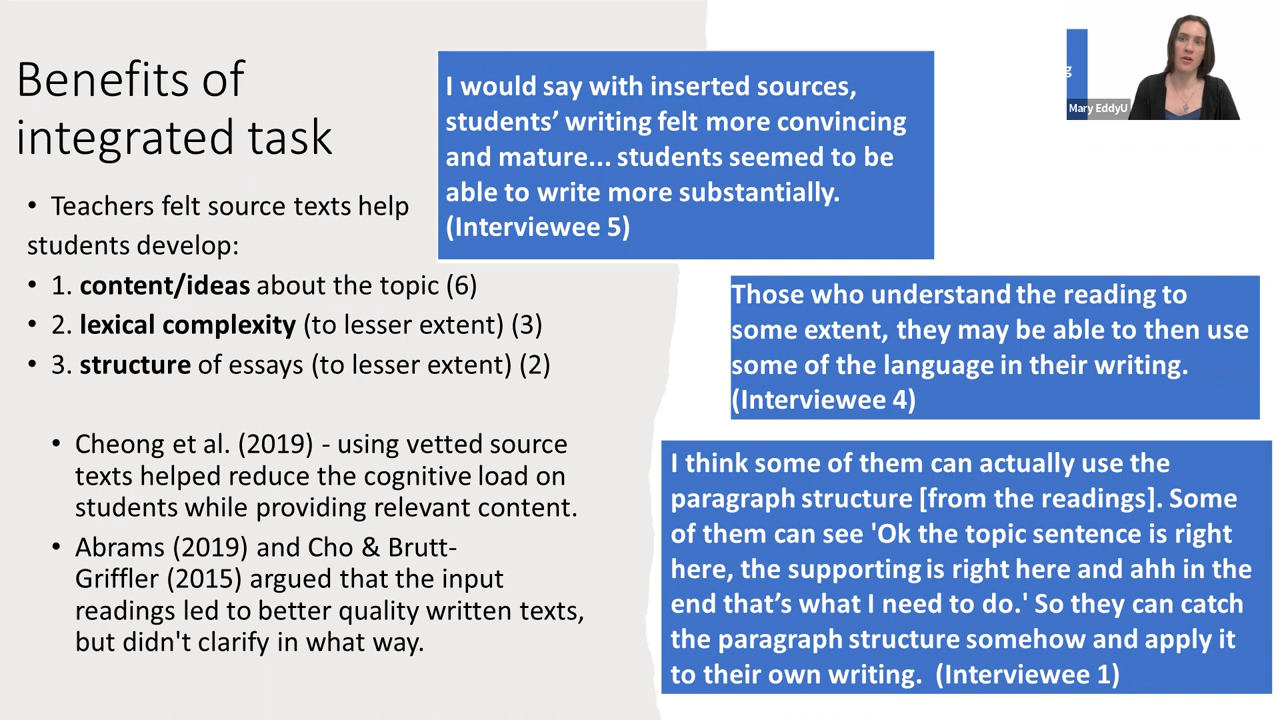 Benefits of
integrated task
• Teachers felt source texts help
students develop:
• 1. content/ideas about the topic (6)
• 2. lexical complexity (to lesser extent) (3)
• 3. structure of essays (to lesser extent) (2)
• Cheong et al. (2019) - using vetted source
texts helped reduce the cognitive load on
students while providing relevant content.
• Abrams (2019) and Cho & Brutt-
Griffler (2015) argued that the input
readings led to better quality written texts,
but didn't clarify in what way.
I would say with inserted sources,
students’ writing felt more convincing
and mature... students seemed to be
able to write more substantially.
(Interviewee 5)
Those who understand the reading to
some extent, they may be able to then use
some of the language in their writing.
(Interviewee 4)
I think some of them can actually use the
paragraph structure [from the readings]. Some
of them can see 'Ok the topic sentence is right
here, the supporting is right here and ahh in the
end that’s what I need to do.' So they can catch
the paragraph structure somehow and apply it
to their own writing. (Interviewee 1)
g
Mary EddyU